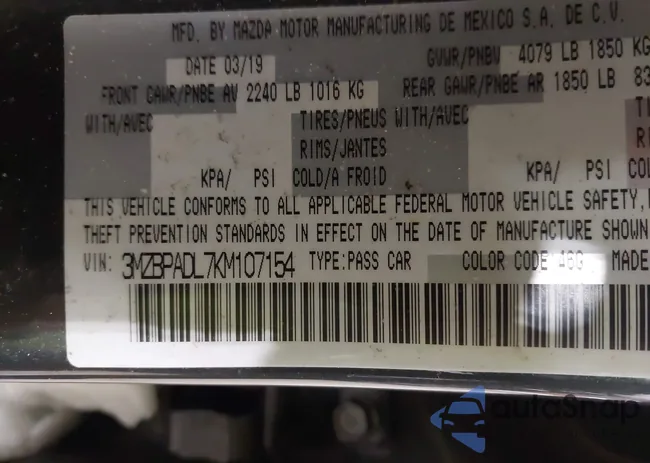 MFD. BY MAZDA MOTOR MANUFACTURING DE MEXICO S.A. DE C.V.
DATE 03/19 GVWR/PNBV 4079 LB 1850 KG
FRONT GAWR/PNBE AV 2240 LB 1016 KG REAR GAWR/PNBE AR 1850 LB 83
WITH/AVEC TIRES/PNEUS WITH/AVEC
RIMS/JANTES
KPA/ PSI COLD/A FROID KPA/ PSI
THIS VEHICLE CONFORMS TO ALL APPLICABLE FEDERAL MOTOR VEHICLE SAFETY,
THEFT PREVENTION STANDARDS IN EFFECT ON THE DATE OF MANUFACTURE SHOWN
VIN: 3MZBPADL7KM107154 TYPE:PASS CAR COLOR CODE:46G MADE
autoSnap